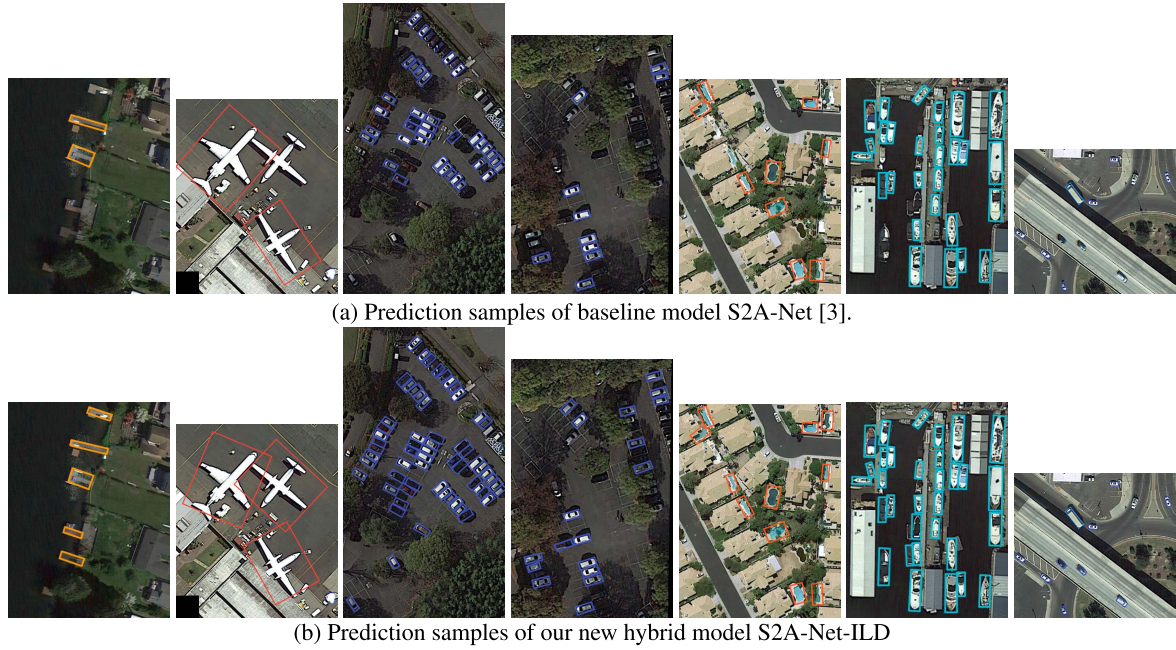 (a) Prediction samples of baseline model S2A-Net [3].
(b) Prediction samples of our new hybrid model S2A-Net-ILD